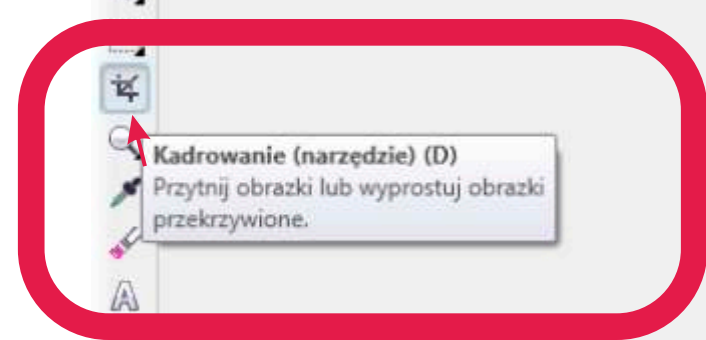 Kadrowanie (narzędzie) (D)
Przytnij obrazki lub wyprostuj obrazki
przekrzywione.